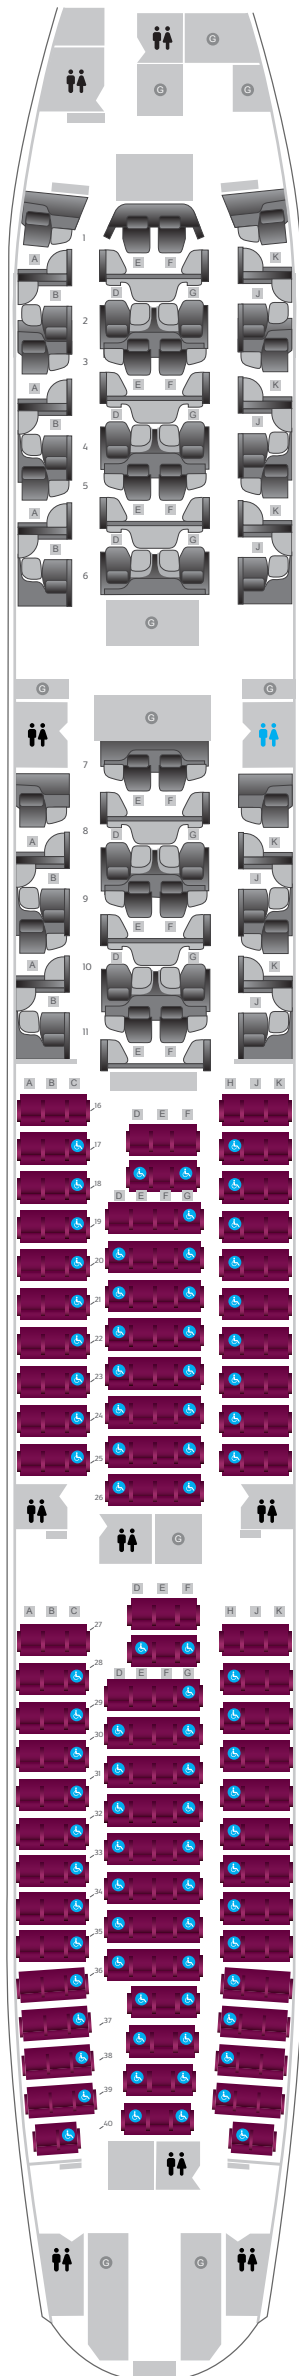 G
G G
1
A E F K
B D G J
2
3
A E F K
B D G J
4
5
A E F K
B D G J
6
G
G G
G
7
E F
8
A D G K
B J
9
A E F K
10
D G
B J
11
E F
A B C H J K
16
D E F
17
18
D E F G
19
20
21
22
23
24
25
26
G
D E F
A B C H J K
27
28
D E F G
29
30
31
32
33
34
35
36
37
38
39
40
G G